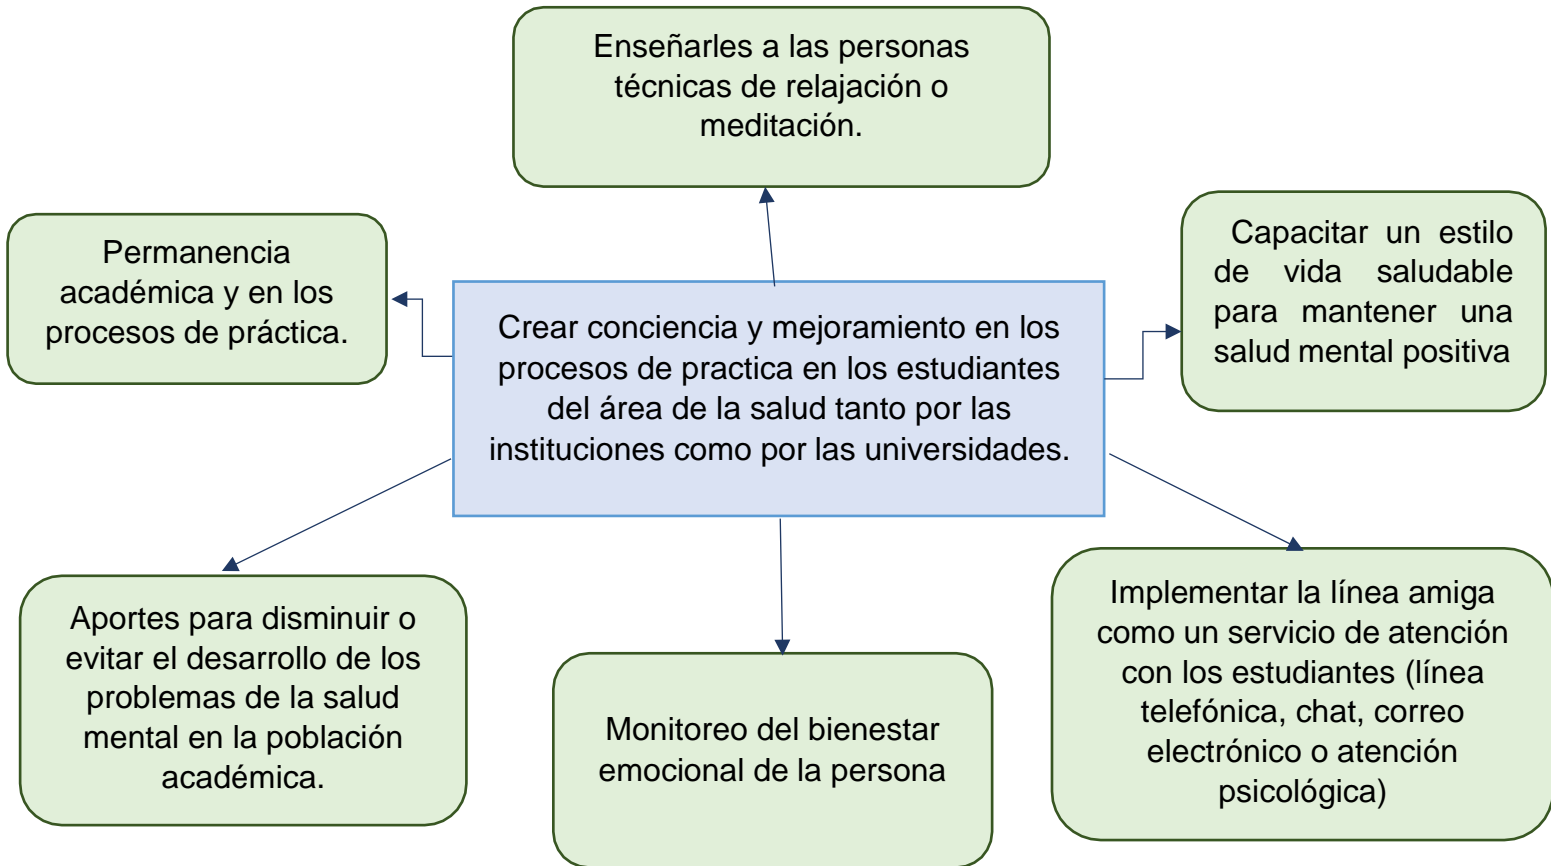 Enseñarles a las personas
técnicas de relajación o
meditación.
Permanencia
académica y en los
procesos de práctica.
Capacitar un estilo
de vida saludable
para mantener una
salud mental positiva
Crear conciencia y mejoramiento en los
procesos de practica en los estudiantes
del área de la salud tanto por las
instituciones como por las universidades.
Aportes para disminuir o
evitar el desarrollo de los
problemas de la salud
mental en la población
académica.
Monitoreo del bienestar
emocional de la persona
Implementar la línea amiga
como un servicio de atención
con los estudiantes (línea
telefónica, chat, correo
electrónico o atención
psicológica)